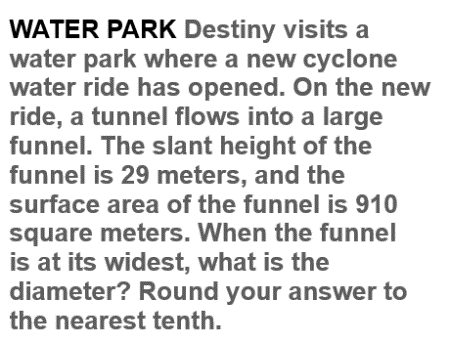 WATER PARK Destiny visits a
water park where a new cyclone
water ride has opened. On the new
ride, a tunnel flows into a large
funnel. The slant height of the
funnel is 29 meters, and the
surface area of the funnel is 910
square meters. When the funnel
is at its widest, what is the
diameter? Round your answer to
the nearest tenth.